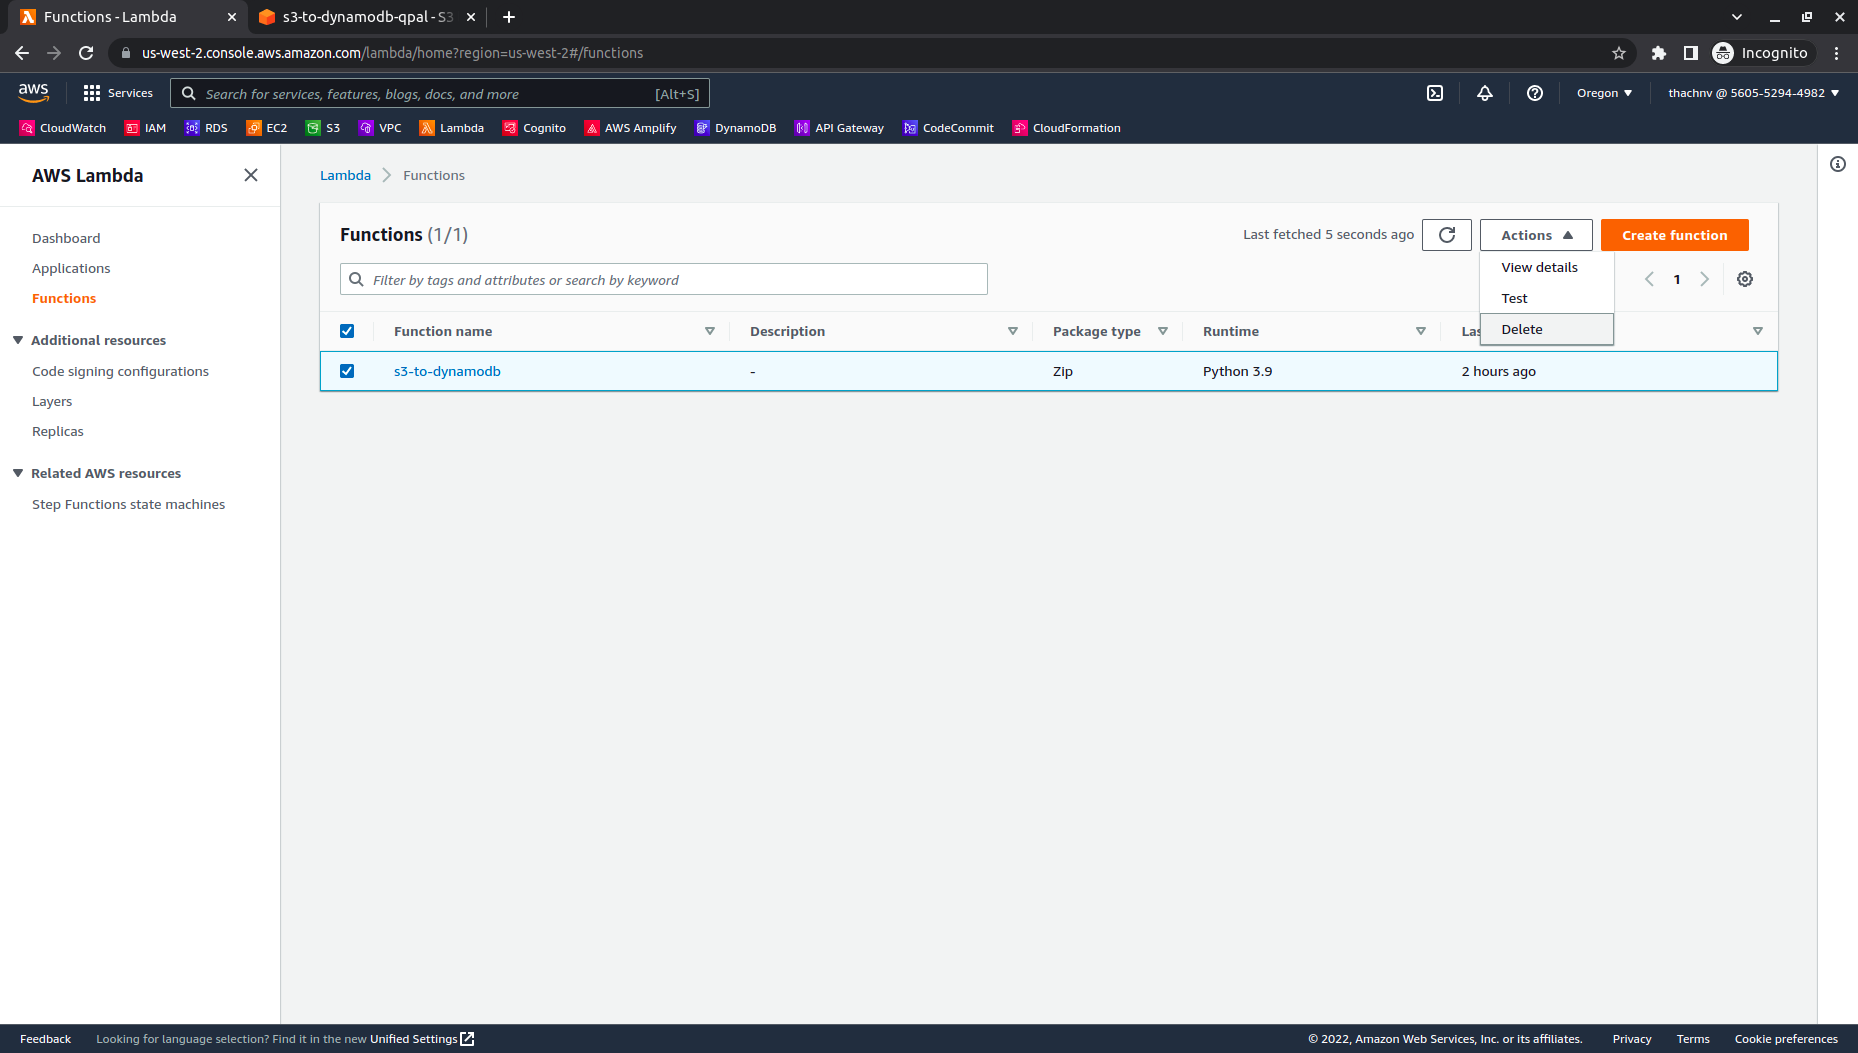 Functions - Lambda
s3-to-dynamodb-qpal - S3
us-west-2.console.aws.amazon.com/lambda/home?region=us-west-2#/functions
Incognito
aws
Services
Search for services, features, blogs, docs, and more
[Alt+S]
Oregon
thachnv @ 5605-5294-4982
CloudWatch
IAM
RDS
EC2
S3
VPC
Lambda
Cognito
AWS Amplify
DynamoDB
API Gateway
CodeCommit
CloudFormation
AWS Lambda
Dashboard
Applications
Functions
Additional resources
Code signing configurations
Layers
Replicas
Related AWS resources
Step Functions state machines
Lambda
Functions
Functions (1/1)
Last fetched 5 seconds ago
Actions
Create function
View details
Test
Delete
Filter by tags and attributes or search by keyword
1
Function name
Description
Package type
Runtime
Las
s3-to-dynamodb
-
Zip
Python 3.9
2 hours ago
Feedback
Looking for language selection? Find it in the new Unified Settings
© 2022, Amazon Web Services, Inc. or its affiliates.
Privacy
Terms
Cookie preferences